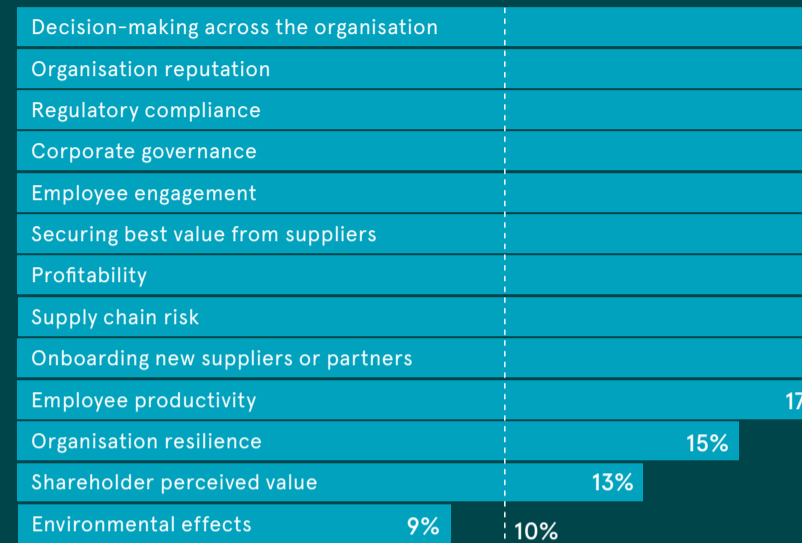 Decision-making across the organisation
Organisation reputation
Regulatory compliance
Corporate governance
Employee engagement
Securing best value from suppliers
Profitability
Supply chain risk
Onboarding new suppliers or partners
Employee productivity 17
Organisation resilience 15%
Shareholder perceived value 13%
Environmental effects 9% 10%